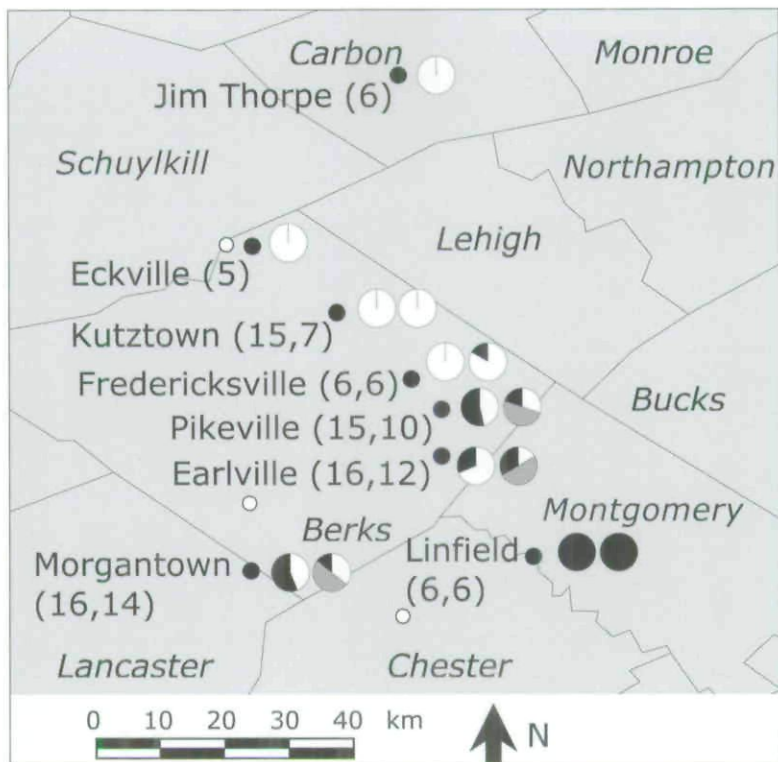 Carbon
Monroe
Jim Thorpe (6)
Schuylkill
Northampton
Lehigh
Eckville (5)
Kutztown (15,7)
Fredericksville (6,6)
Bucks
Pikeville (15,10)
Earlville (16,12)
Montgomery
Berks
Linfield
(6,6)
Morgantown
(16,14)
Lancaster
Chester
0 10 20 30 40 km
N